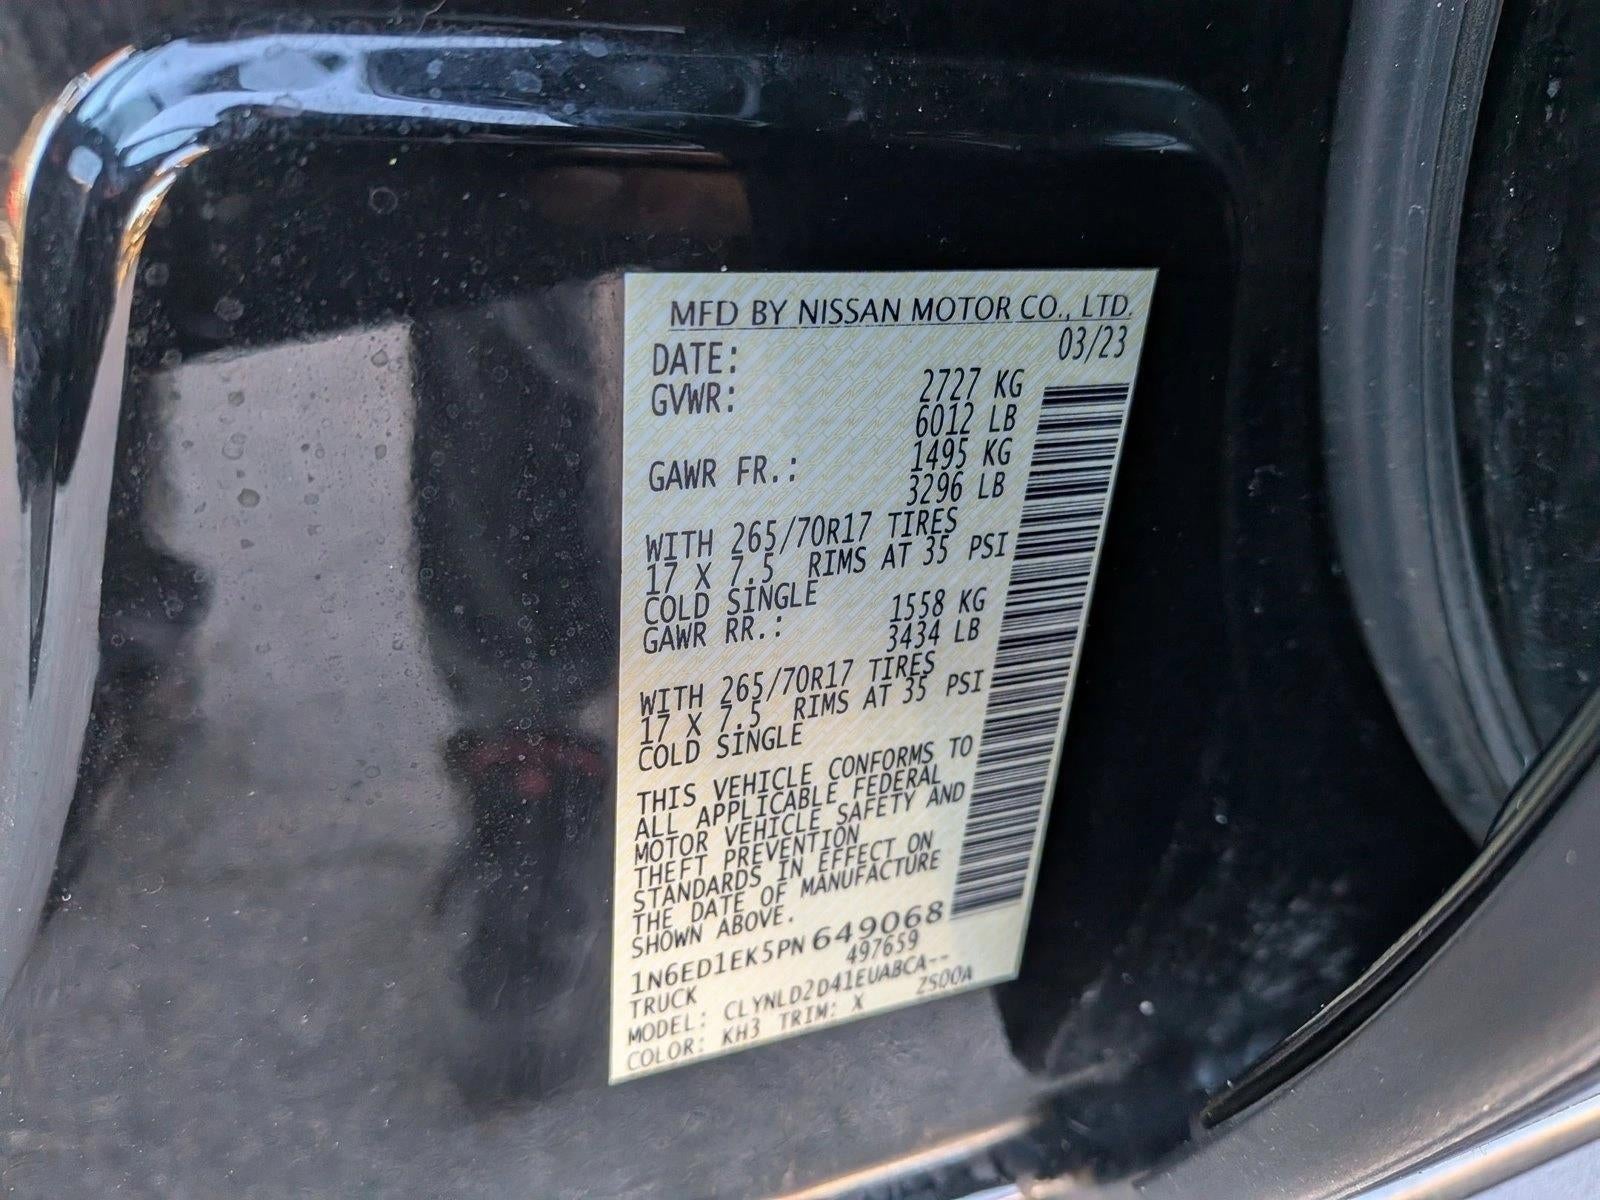 MFD BY NISSAN MOTOR CO., LTD.
DATE: 03/23
GVWR: 2727 KG
6012 LB
GAWR FR.: 1495 KG
3296 LB
WITH 265/70R17 TIRES
17 X 7.5 RIMS AT 35 PSI
COLD SINGLE
GAWR RR.: 1558 KG
3434 LB
WITH 265/70R17 TIRES
17 X 7.5 RIMS AT 35 PSI
COLD SINGLE
THIS VEHICLE CONFORMS TO
ALL APPLICABLE FEDERAL
MOTOR VEHICLE SAFETY AND
THEFT PREVENTION
STANDARDS IN EFFECT ON
THE DATE OF MANUFACTURE
SHOWN ABOVE.
1N6ED1EK5PN649068
TRUCK 497659
MODEL: CLYNLD2D41EUABCA--
COLOR: KH3 TRIM: X ZS00A